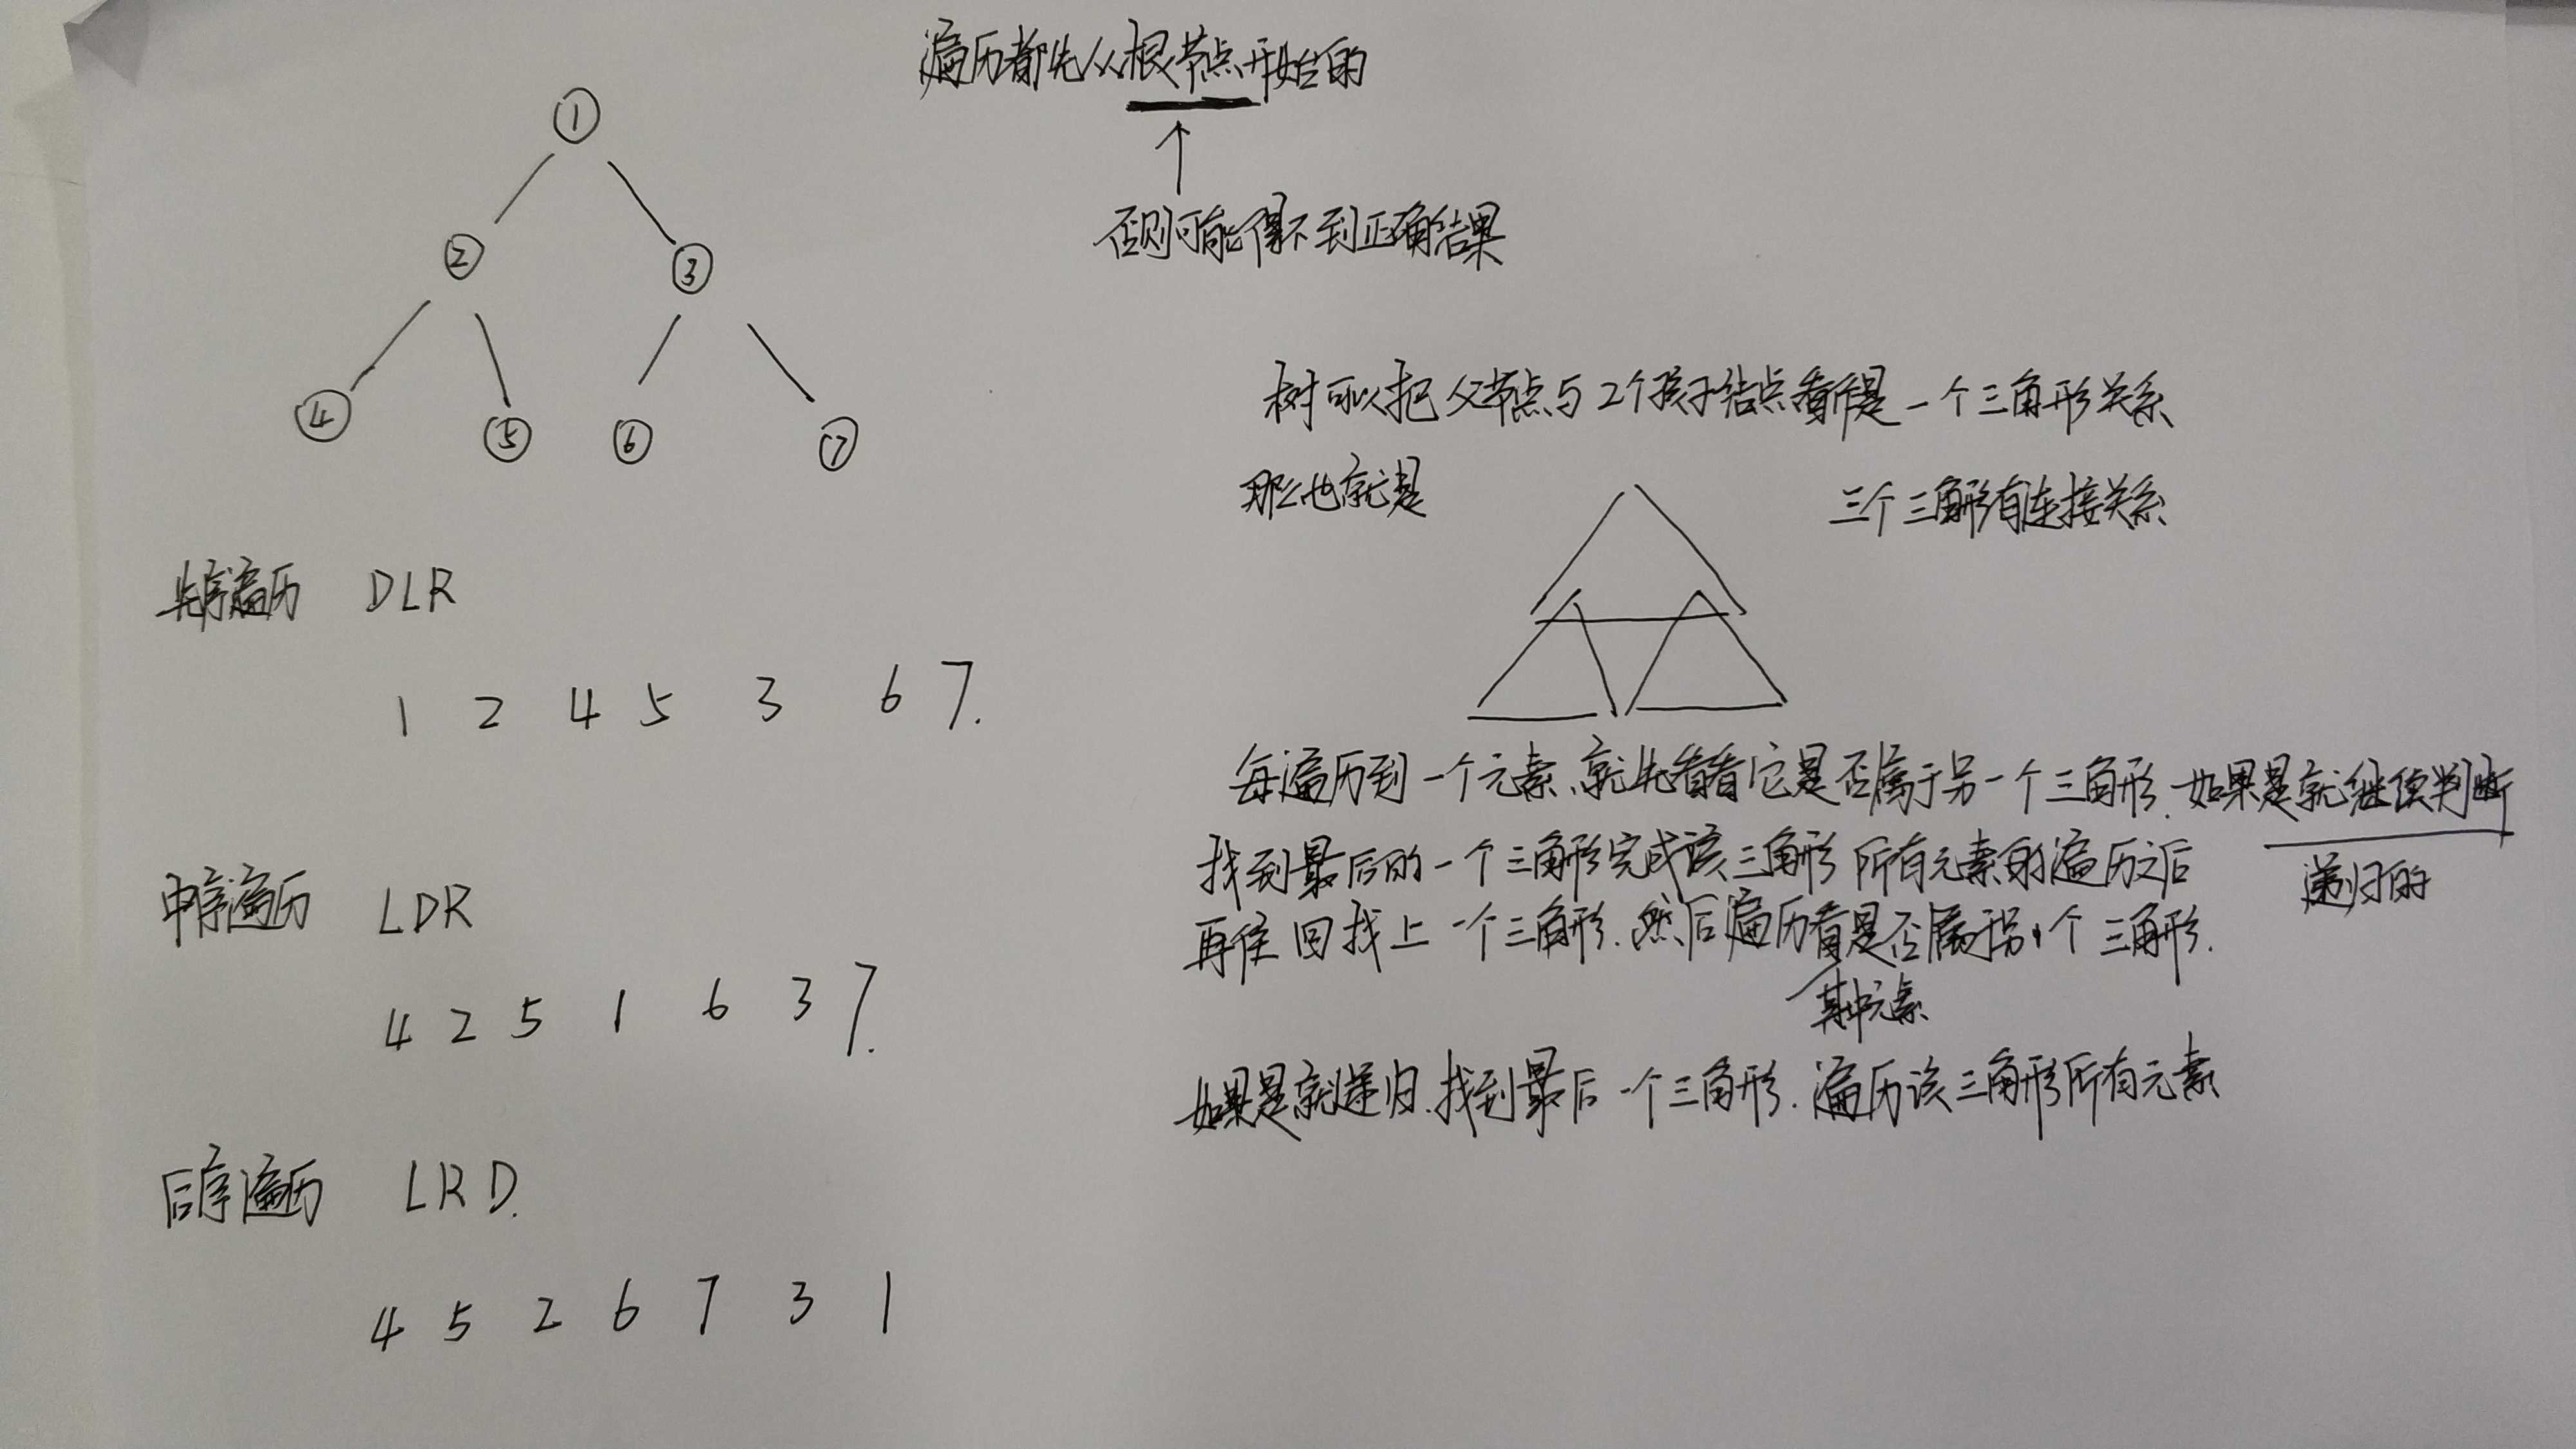 遍历都先从根节点开始的
否则可能得不到正确结果
①
② ③
④ ⑤ ⑥ ⑦
先序遍历 DLR
1 2 4 5 3 6 7.
中序遍历 LDR
4 2 5 1 6 3 7.
后序遍历 LRD.
4 5 2 6 7 3 1
树可以把父节点与2个孩子结点看作是一个三角形关系
那么也就是
三个三角形有连接关系
每遍历到一个元素、就先看看它是否属于另一个三角形.如果是就继续判断
递归的
找到最后的一个三角形完成该三角形所有元素的遍历之后
再往回找上一个三角形.然后遍历看是否属于另1个三角形.
其中元素
如果是就递归.找到最后一个三角形.遍历该三角形所有元素